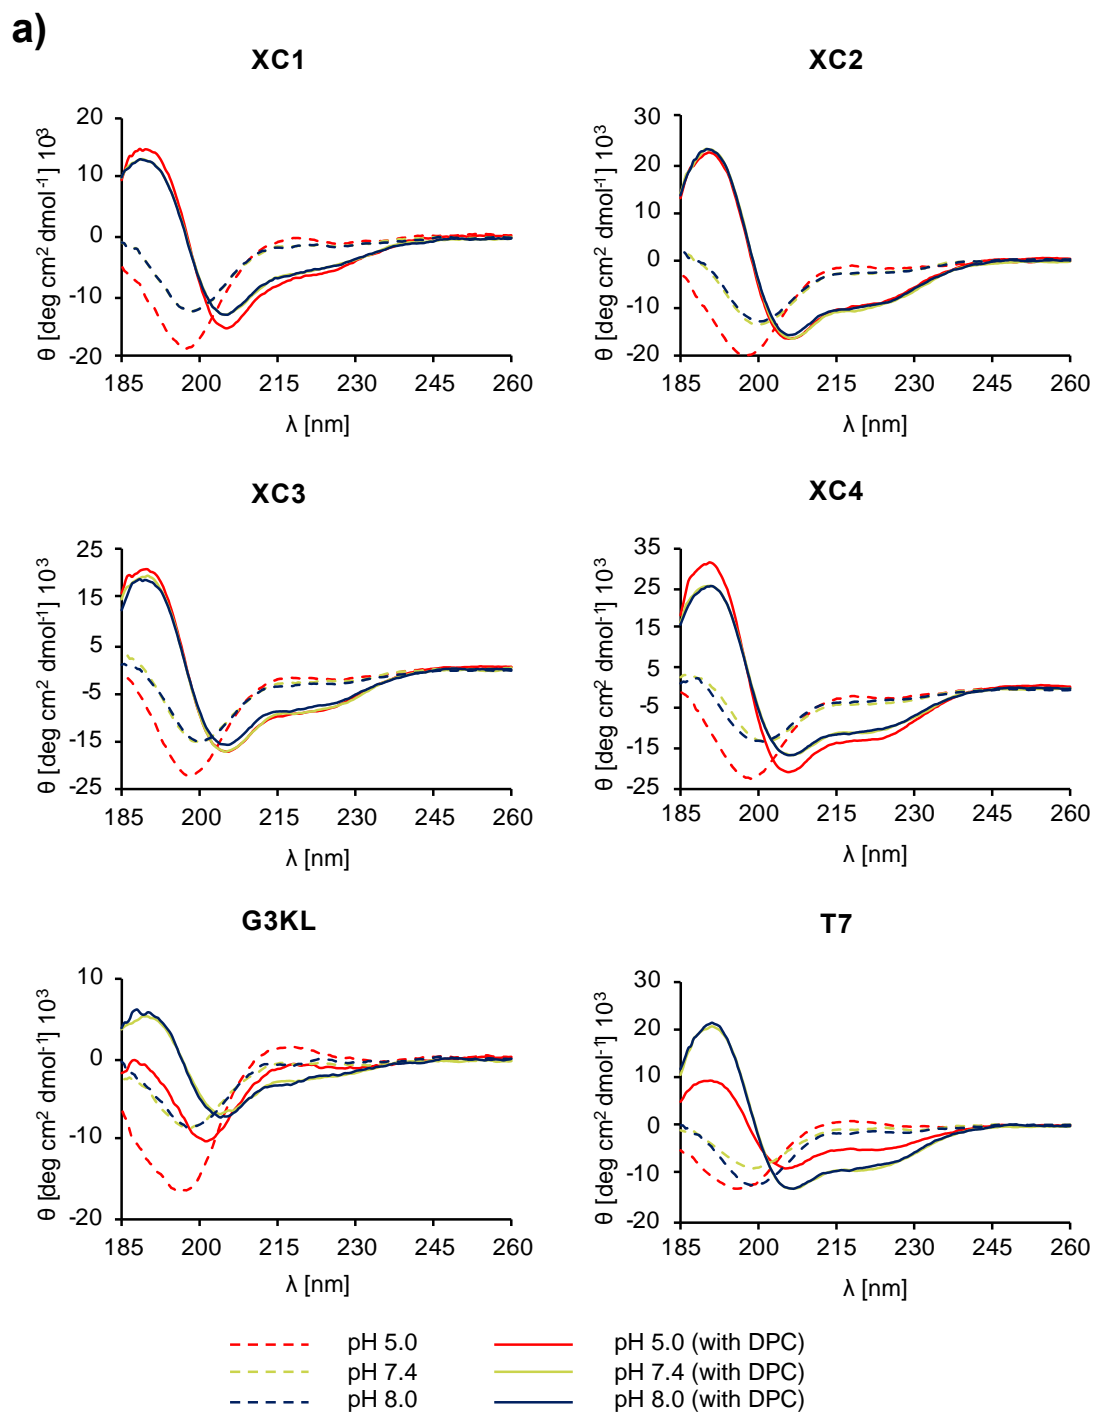 a)
XC1
XC2
θ [deg cm² dmol⁻¹] 10³
20
10
0
-10
-20
185 200 215 230 245 260
λ [nm]
θ [deg cm² dmol⁻¹] 10³
30
20
10
0
-10
-20
185 200 215 230 245 260
λ [nm]
XC3
XC4
θ [deg cm² dmol⁻¹] 10³
25
15
5
-5
-15
-25
185 200 215 230 245 260
λ [nm]
θ [deg cm² dmol⁻¹] 10³
35
25
15
5
-5
-15
-25
185 200 215 230 245 260
λ [nm]
G3KL
T7
θ [deg cm² dmol⁻¹] 10³
10
0
-10
-20
185 200 215 230 245 260
λ [nm]
θ [deg cm² dmol⁻¹] 10³
30
20
10
0
-10
-20
185 200 215 230 245 260
λ [nm]
pH 5.0 pH 5.0 (with DPC)
pH 7.4 pH 7.4 (with DPC)
pH 8.0 pH 8.0 (with DPC)